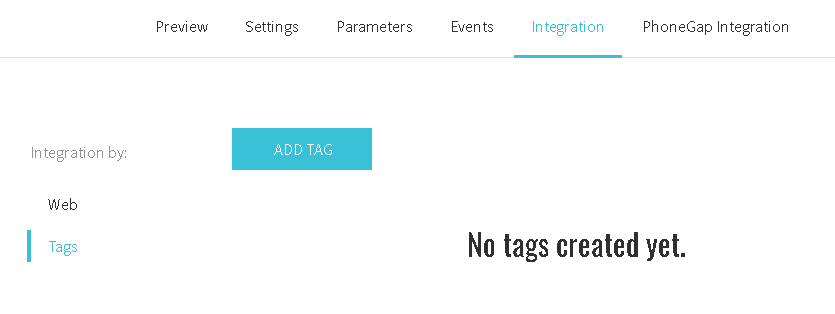 Preview Settings Parameters Events Integration PhoneGap Integration
Integration by:
ADD TAG
Web
Tags
No tags created yet.